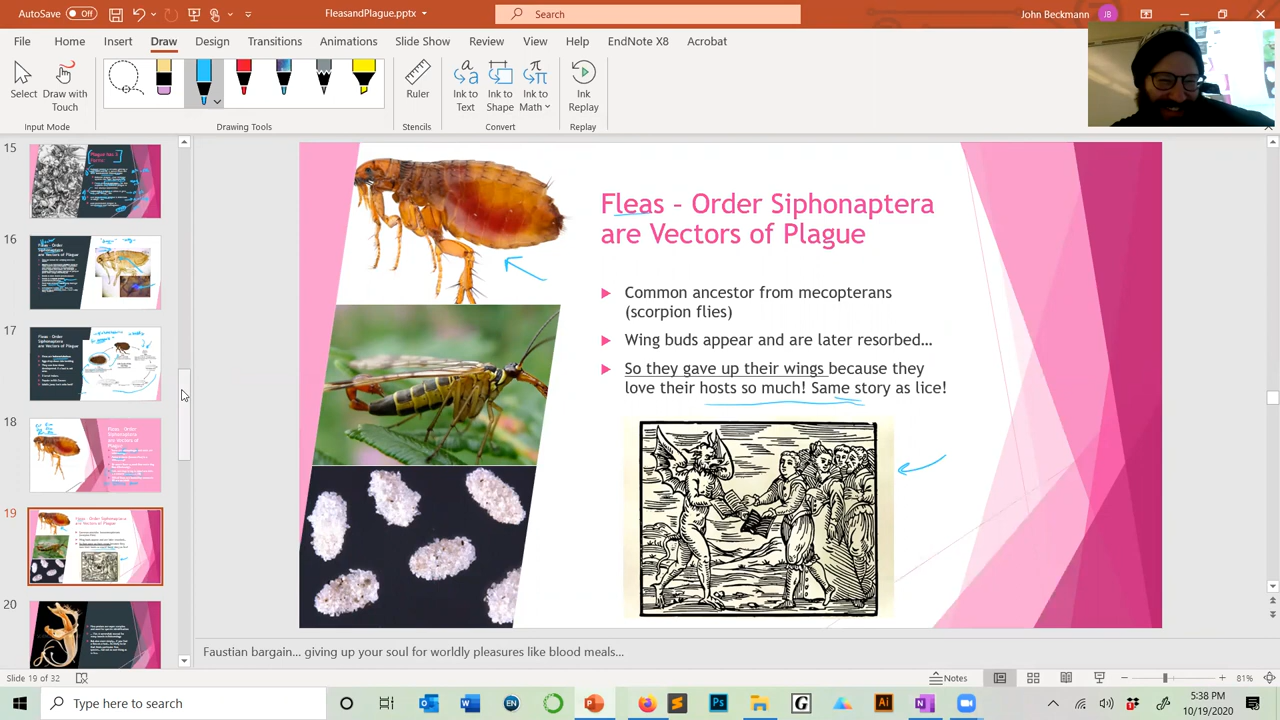 AutoSave Off
FleasandPlague.pptx
Search
John Beckmann JB
File Home Insert Draw Design Transitions Animations Slide Show Review View Help EndNote X8 Acrobat
Select
Draw with
Touch
Ruler
Ink to
Text
Ink to
Shape
Ink to
Math
Ink
Replay
Input Mode Drawing Tools Stencils Convert Replay
15
16
17
18
19
20
Fleas - Order Siphonaptera
are Vectors of Plague
Common ancestor from mecopterans
(scorpion flies)
Wing buds appear and are later resorbed…
So they gave up their wings because they
love their hosts so much! Same story as lice!
Faustian bargain... giving up your soul for worldly pleasures like blood meals...
Slide 19 of 32
Notes
81%
Type here to search
5:38 PM
10/19/2020